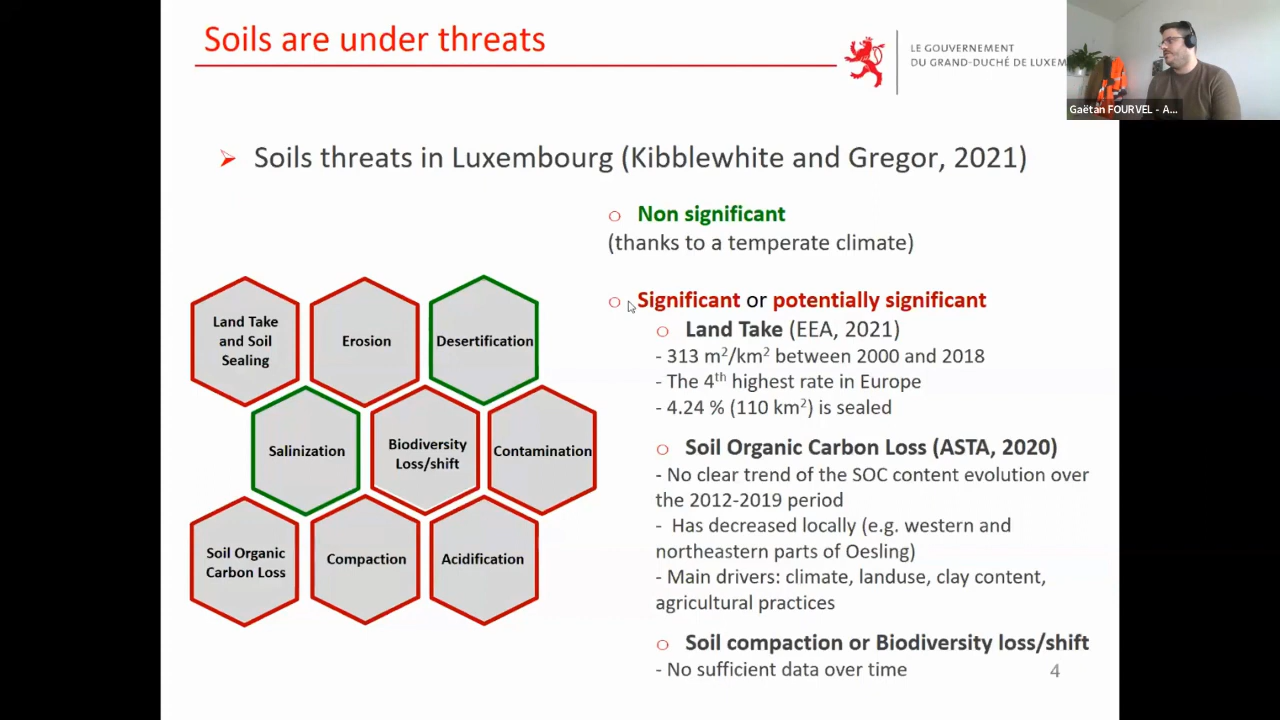 Soils are under threats
LE GOUVERNEMENT
DU GRAND-DUCHÉ DE LUXEM
Gaëtan FOURVEL - A...
➢ Soils threats in Luxembourg (Kibblewhite and Gregor, 2021)
○ Non significant
(thanks to a temperate climate)
○ Significant or potentially significant
○ Land Take (EEA, 2021)
- 313 m²/km² between 2000 and 2018
- The 4th highest rate in Europe
- 4.24 % (110 km²) is sealed
○ Soil Organic Carbon Loss (ASTA, 2020)
- No clear trend of the SOC content evolution over
the 2012-2019 period
- Has decreased locally (e.g. western and
northeastern parts of Oesling)
- Main drivers: climate, landuse, clay content,
agricultural practices
○ Soil compaction or Biodiversity loss/shift
- No sufficient data over time
Land Take
and Soil
Sealing
Erosion
Desertification
Salinization
Biodiversity
Loss/shift
Contamination
Soil Organic
Carbon Loss
Compaction
Acidification
4